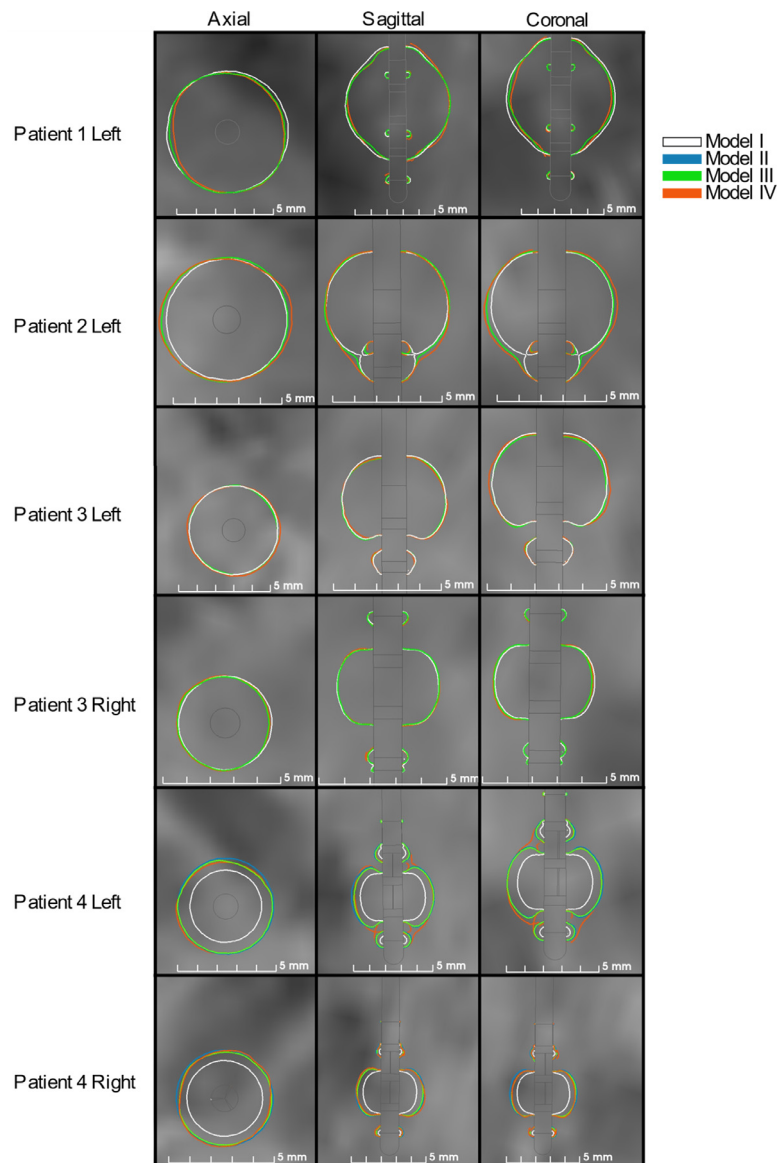 Axial Sagittal Coronal
Patient 1 Left
5 mm 5 mm 5 mm
Model I
Model II
Model III
Model IV
Patient 2 Left
5 mm 5 mm 5 mm
Patient 3 Left
5 mm 5 mm 5 mm
Patient 3 Right
5 mm 5 mm 5 mm
Patient 4 Left
5 mm 5 mm 5 mm
Patient 4 Right
5 mm 5 mm 5 mm